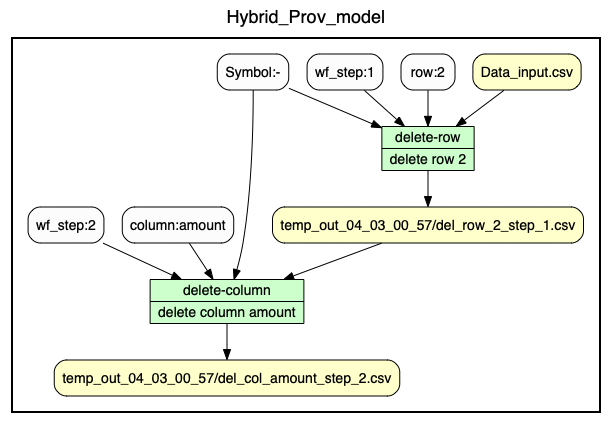 Hybrid_Prov_model
Symbol:-
wf_step:1
row:2
Data_input.csv
delete-row
delete row 2
wf_step:2
column:amount
temp_out_04_03_00_57/del_row_2_step_1.csv
delete-column
delete column amount
temp_out_04_03_00_57/del_col_amount_step_2.csv